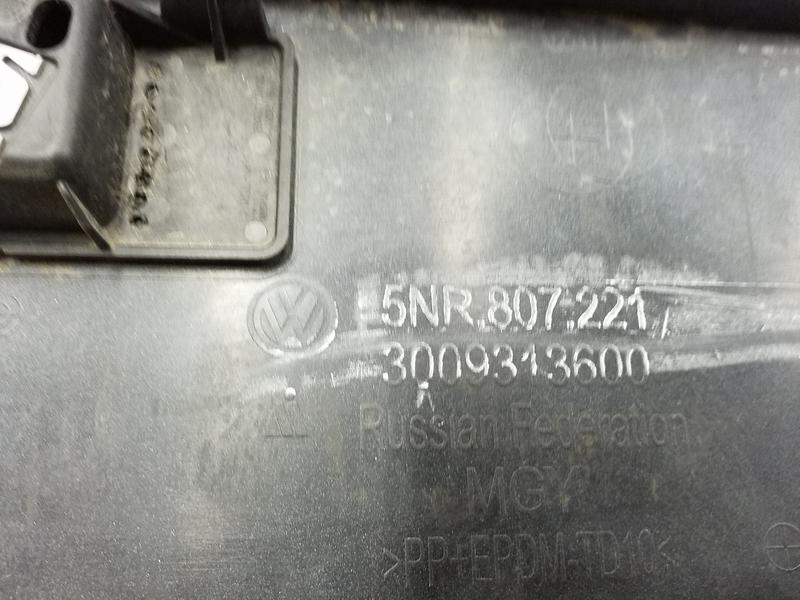 5NR.807.221
3009313600
Russian Federation
MGY
>PP+EPDM-TD10<